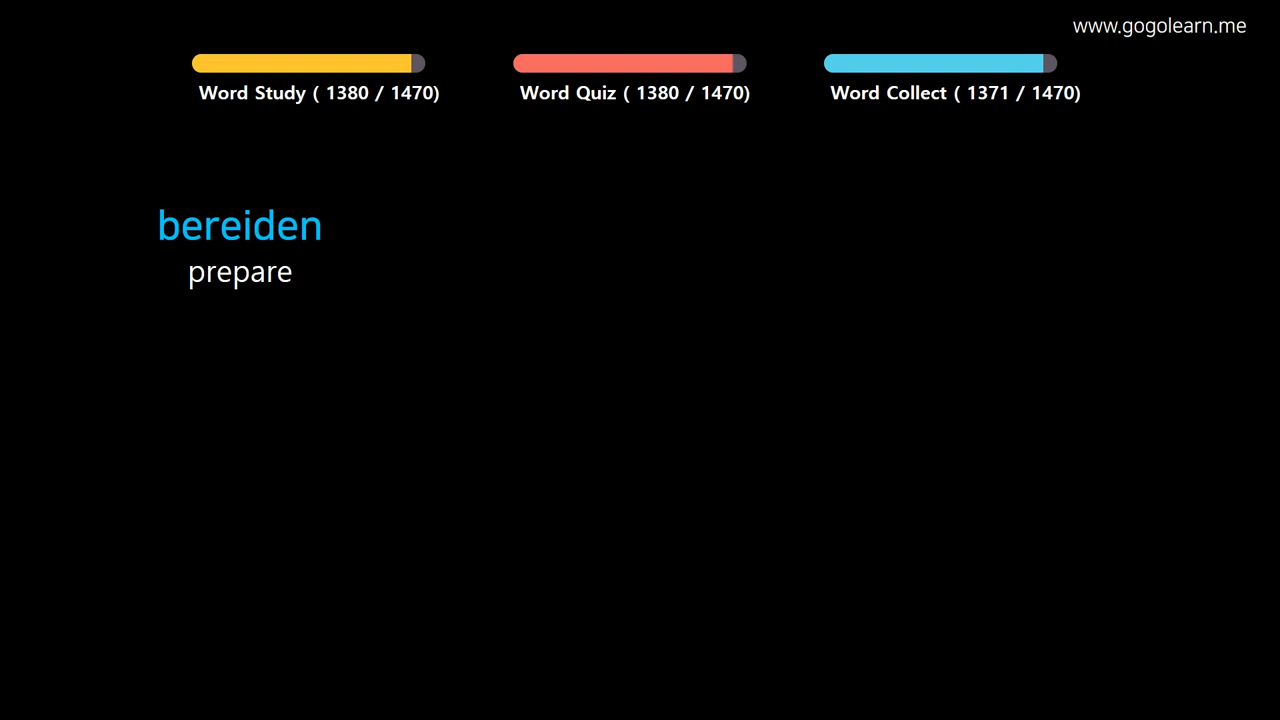 www.gogolearn.me
Word Study ( 1380 / 1470)
Word Quiz ( 1380 / 1470)
Word Collect ( 1371 / 1470)
bereiden
prepare